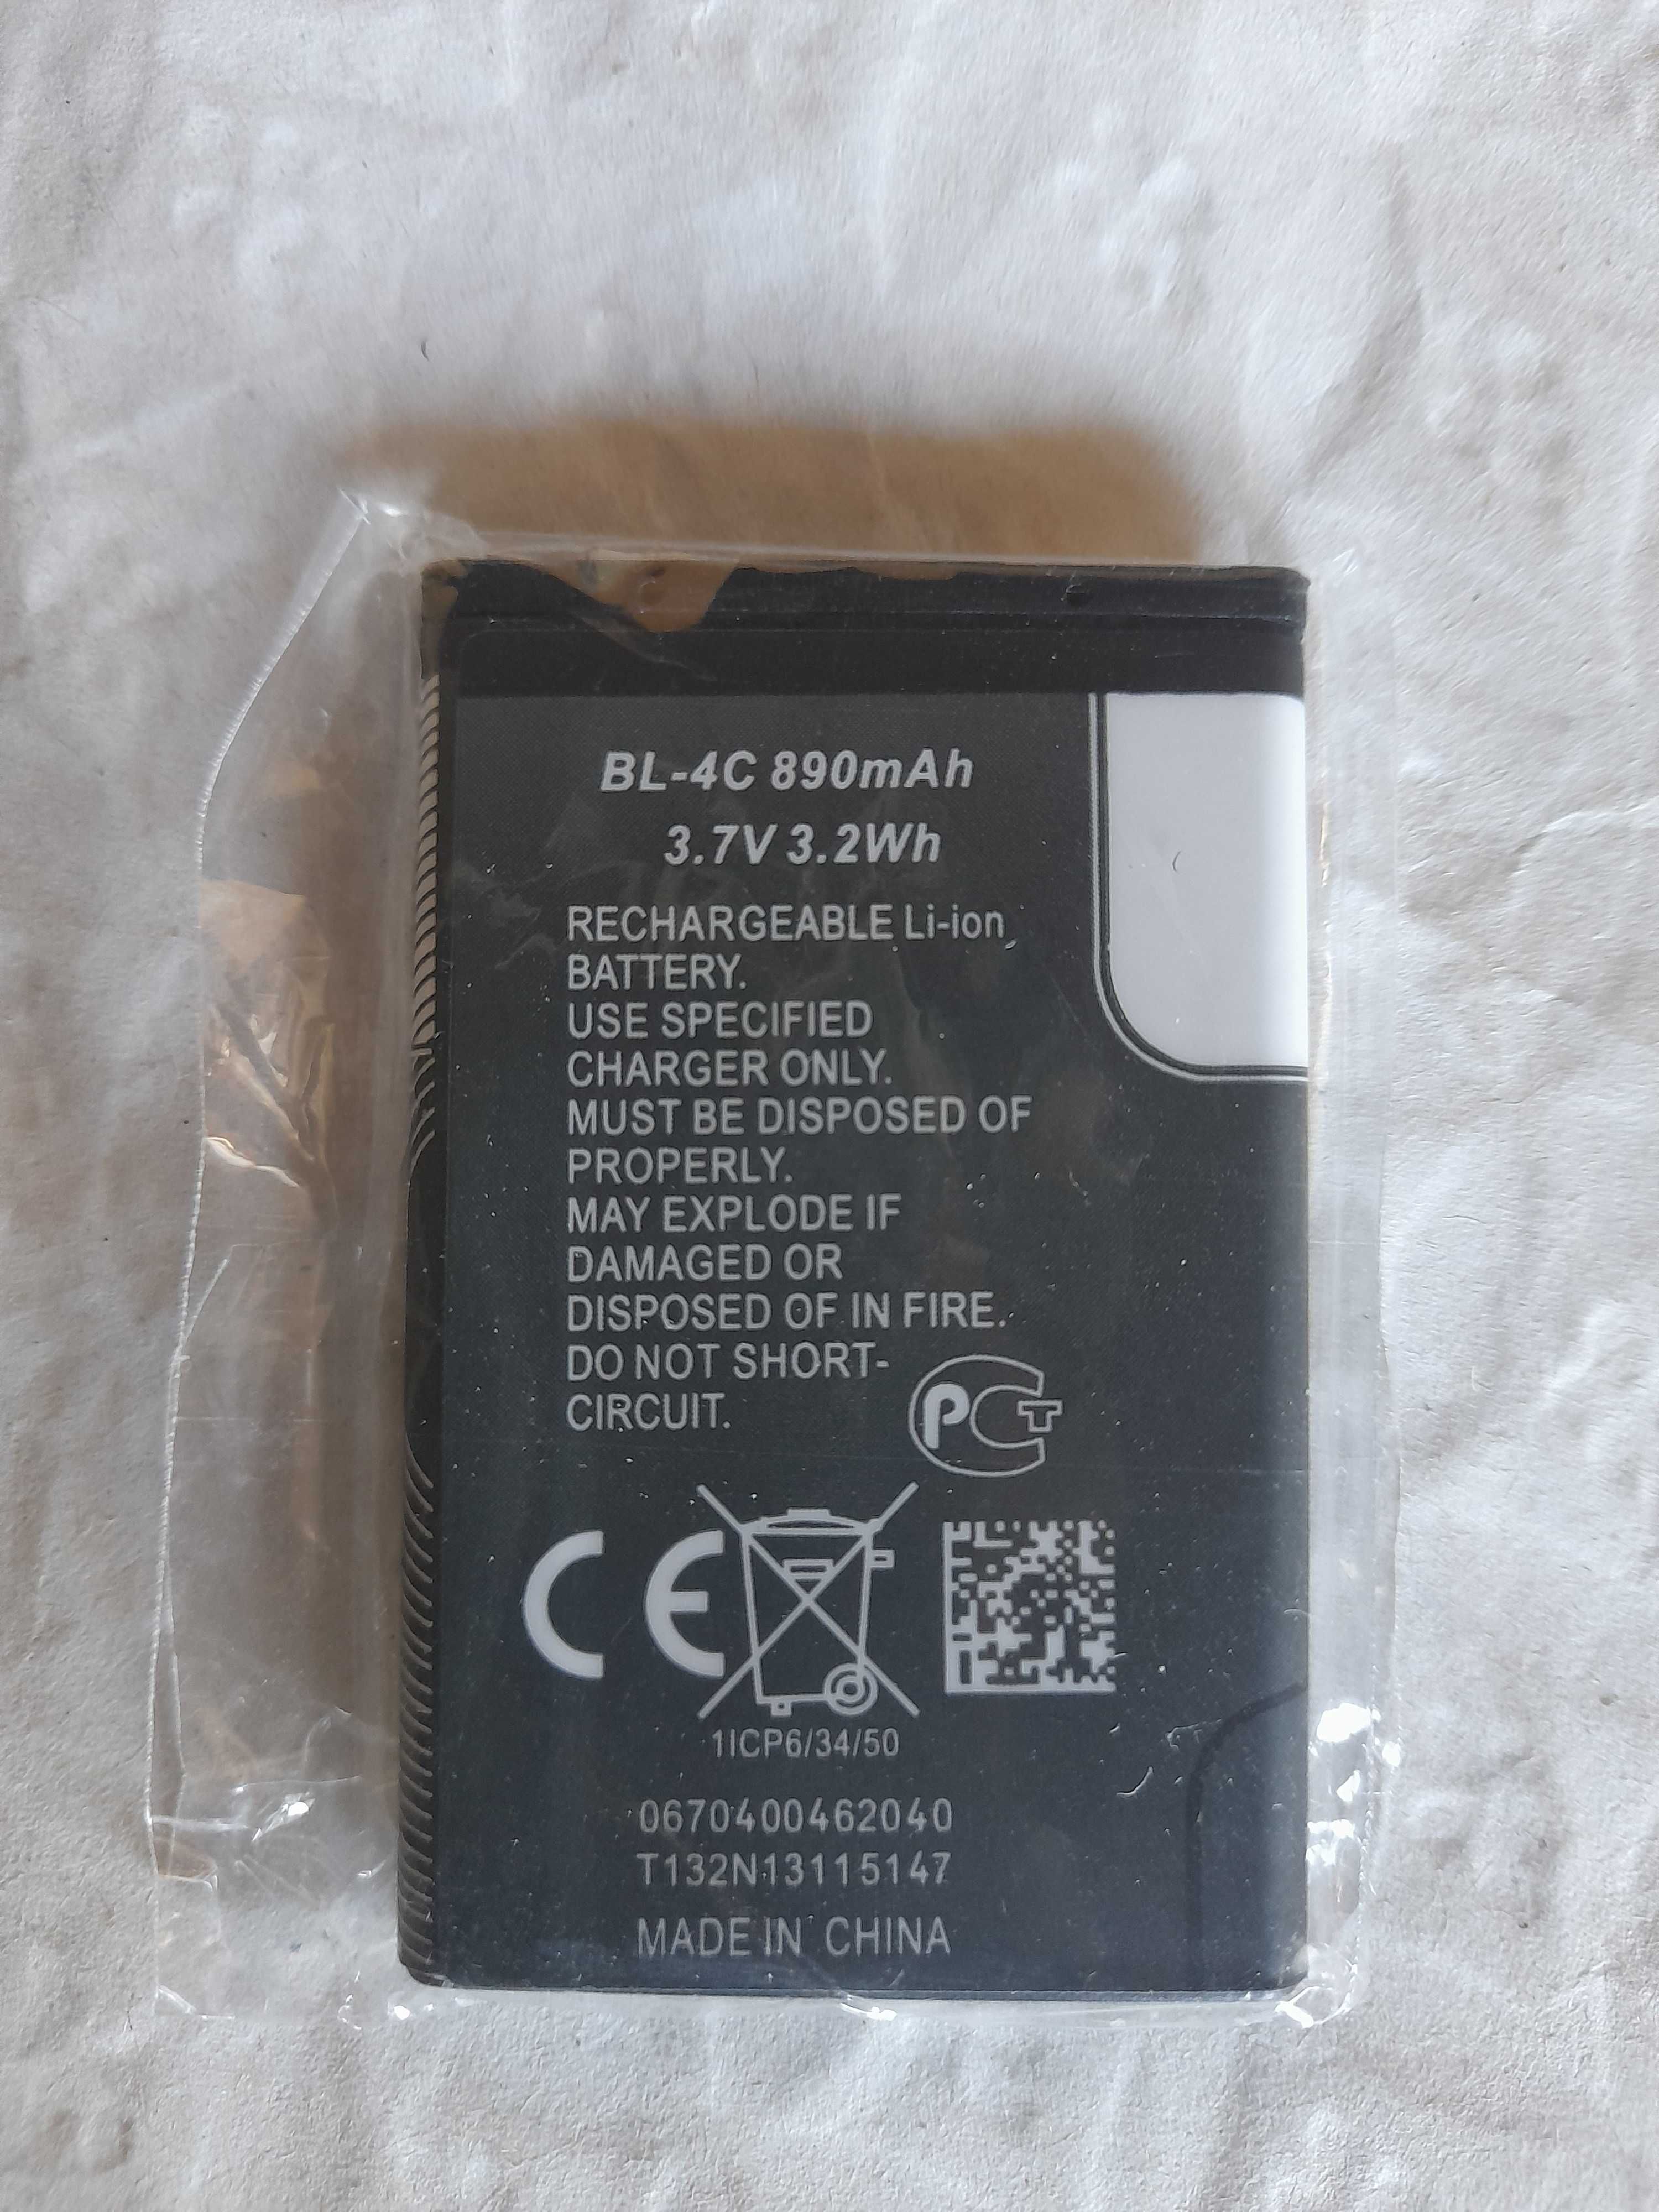 BL-4C 890mAh
3.7V 3.2Wh
RECHARGEABLE Li-ion
BATTERY.
USE SPECIFIED
CHARGER ONLY.
MUST BE DISPOSED OF
PROPERLY.
MAY EXPLODE IF
DAMAGED OR
DISPOSED OF IN FIRE.
DO NOT SHORT-
CIRCUIT.
PCT
CE
1ICP6/34/50
0670400462040
T132N13115147
MADE IN CHINA